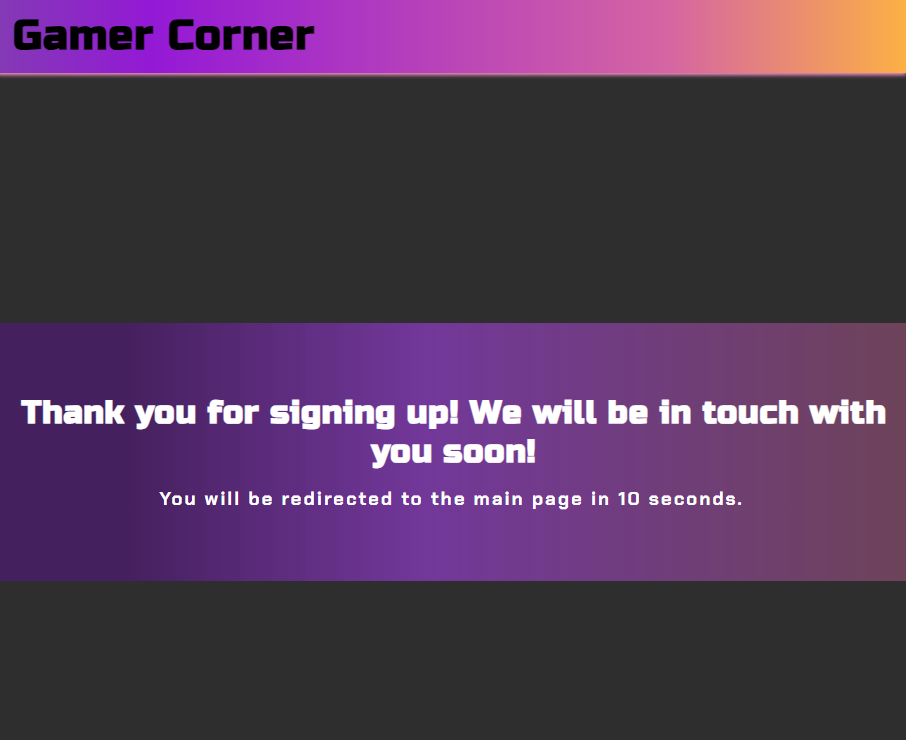 Gamer Corner
Thank you for signing up! We will be in touch with
you soon!
You will be redirected to the main page in 10 seconds.